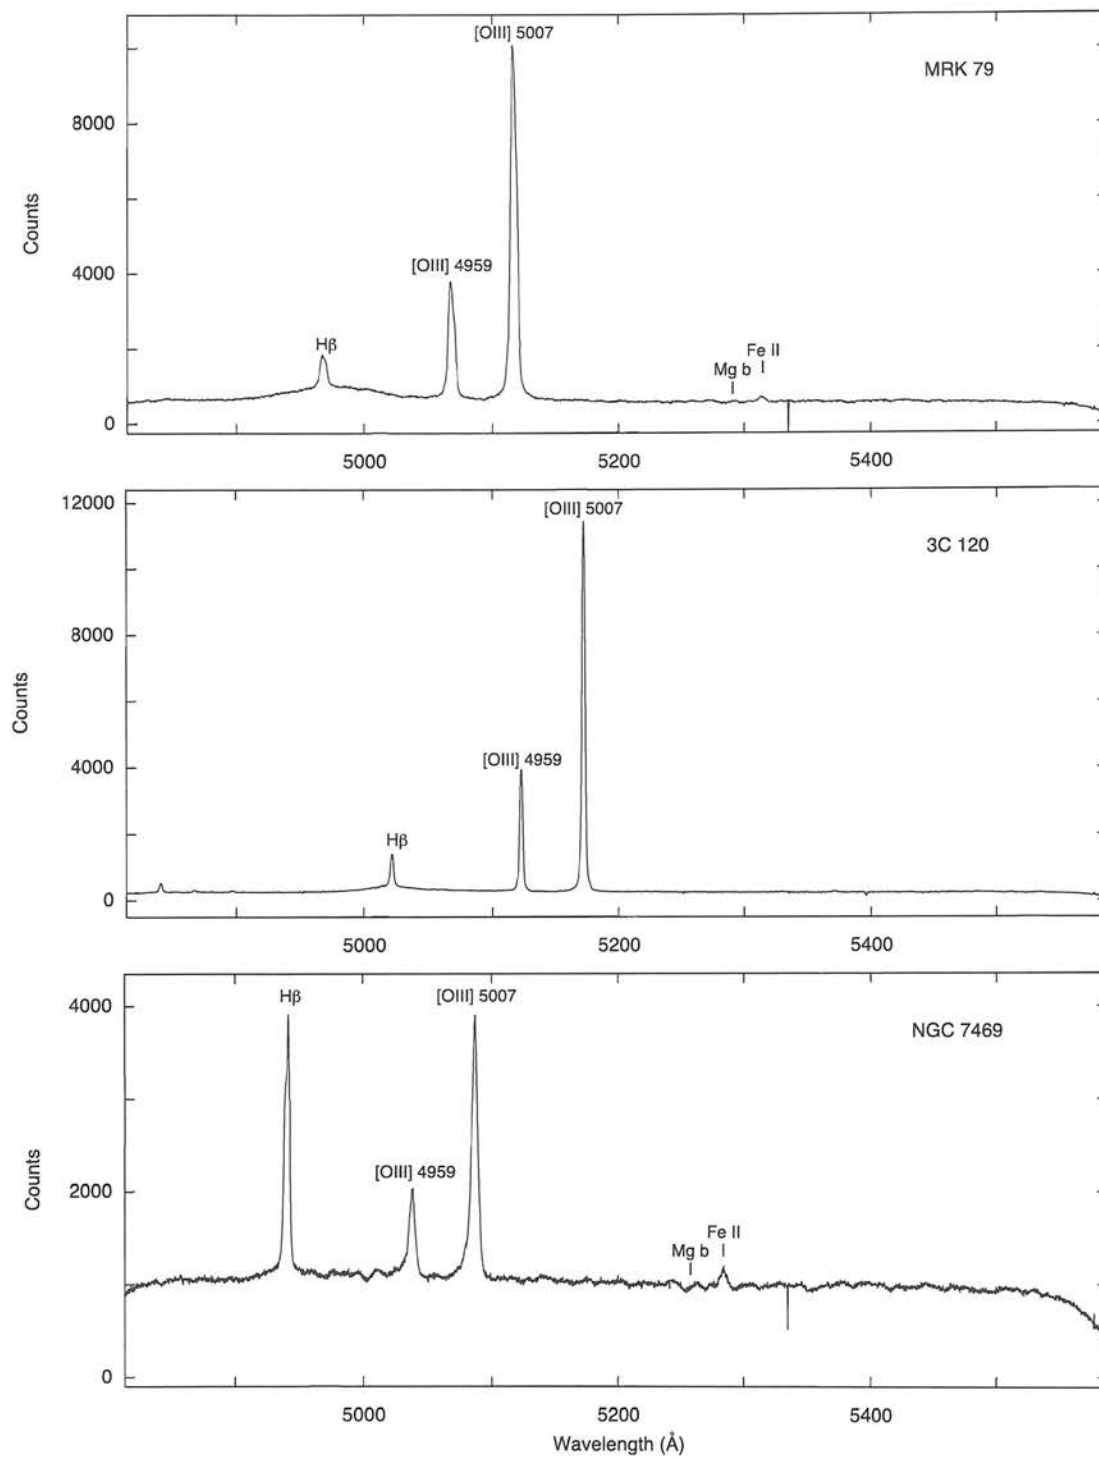 [OIII] 5007
MRK 79
8000
Counts
4000
[OIII] 4959
Hβ
Fe II
Mg b
0
5000
5200
5400
12000
[OIII] 5007
3C 120
8000
Counts
4000
[OIII] 4959
Hβ
0
5000
5200
5400
4000
Hβ
[OIII] 5007
NGC 7469
Counts
2000
[OIII] 4959
Fe II
Mg b
0
5000
5200
5400
Wavelength (Å)